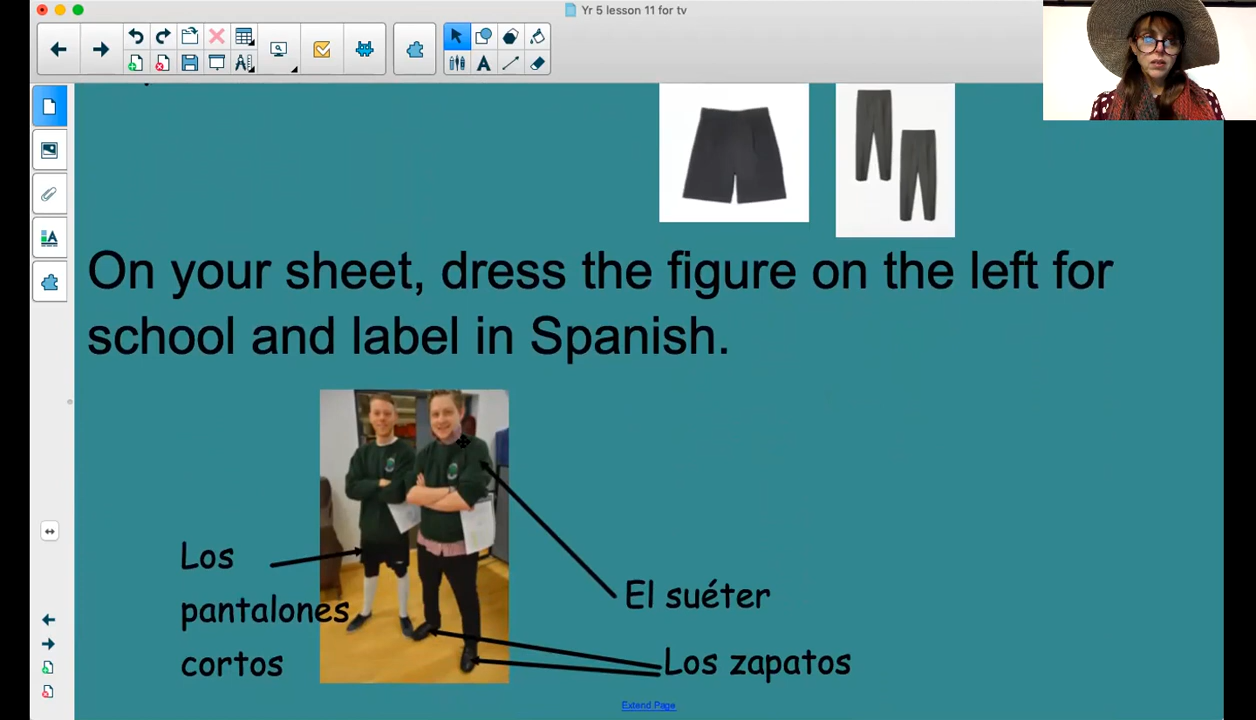 Yr 5 lesson 11 for tv
On your sheet, dress the figure on the left for
school and label in Spanish.
Los
pantalones
cortos
El suéter
Los zapatos
Extend Page